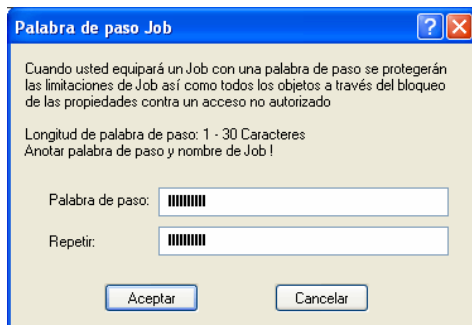 Palabra de paso Job
Cuando usted equipará un Job con una palabra de paso se protegerán
las limitaciones de Job así como todos los objetos a través del bloqueo
de las propiedades contra un acceso no autorizado
Longitud de palabra de paso: 1 - 30 Caracteres
Anotar palabra de paso y nombre de Job !
Palabra de paso:
Repetir:
Aceptar
Cancelar